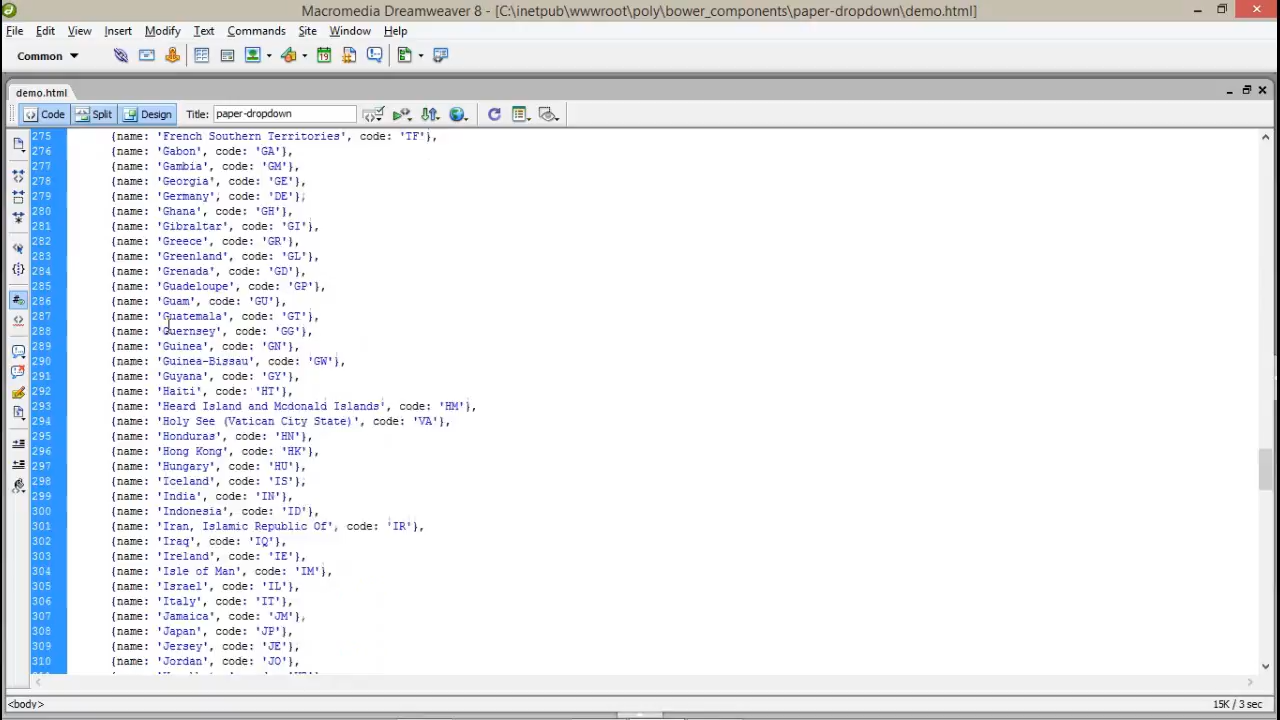 Macromedia Dreamweaver 8 - [C:\inetpub\wwwroot\poly\bower_components\paper-dropdown\demo.html]
File Edit View Insert Modify Text Commands Site Window Help
Common
demo.html
Code Split Design Title: paper-dropdown
275 {name: 'French Southern Territories', code: 'TF'},
276 {name: 'Gabon', code: 'GA'},
277 {name: 'Gambia', code: 'GM'},
278 {name: 'Georgia', code: 'GE'},
279 {name: 'Germany', code: 'DE'},
280 {name: 'Ghana', code: 'GH'},
281 {name: 'Gibraltar', code: 'GI'},
282 {name: 'Greece', code: 'GR'},
283 {name: 'Greenland', code: 'GL'},
284 {name: 'Grenada', code: 'GD'},
285 {name: 'Guadeloupe', code: 'GP'},
286 {name: 'Guam', code: 'GU'},
287 {name: 'Guatemala', code: 'GT'},
288 {name: 'Guernsey', code: 'GG'},
289 {name: 'Guinea', code: 'GN'},
290 {name: 'Guinea-Bissau', code: 'GW'},
291 {name: 'Guyana', code: 'GY'},
292 {name: 'Haiti', code: 'HT'},
293 {name: 'Heard Island and Mcdonald Islands', code: 'HM'},
294 {name: 'Holy See (Vatican City State)', code: 'VA'},
295 {name: 'Honduras', code: 'HN'},
296 {name: 'Hong Kong', code: 'HK'},
297 {name: 'Hungary', code: 'HU'},
298 {name: 'Iceland', code: 'IS'},
299 {name: 'India', code: 'IN'},
300 {name: 'Indonesia', code: 'ID'},
301 {name: 'Iran, Islamic Republic Of', code: 'IR'},
302 {name: 'Iraq', code: 'IQ'},
303 {name: 'Ireland', code: 'IE'},
304 {name: 'Isle of Man', code: 'IM'},
305 {name: 'Israel', code: 'IL'},
306 {name: 'Italy', code: 'IT'},
307 {name: 'Jamaica', code: 'JM'},
308 {name: 'Japan', code: 'JP'},
309 {name: 'Jersey', code: 'JE'},
310 {name: 'Jordan', code: 'JO'},
<body> 15K / 3 sec